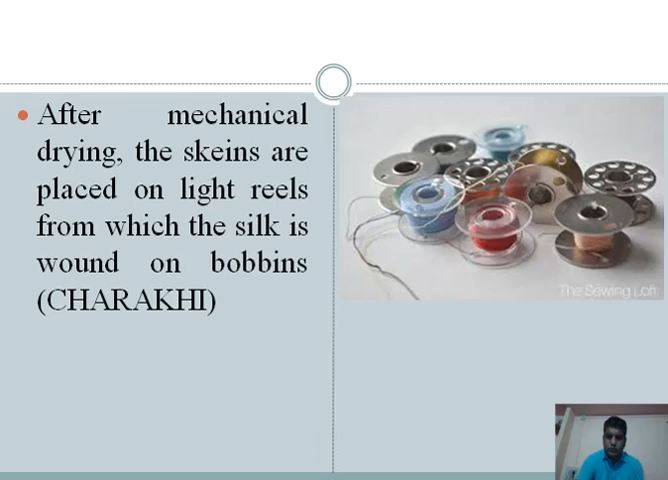 After mechanical
drying, the skeins are
placed on light reels
from which the silk is
wound on bobbins
(CHARAKHI)
The Sewing Loft